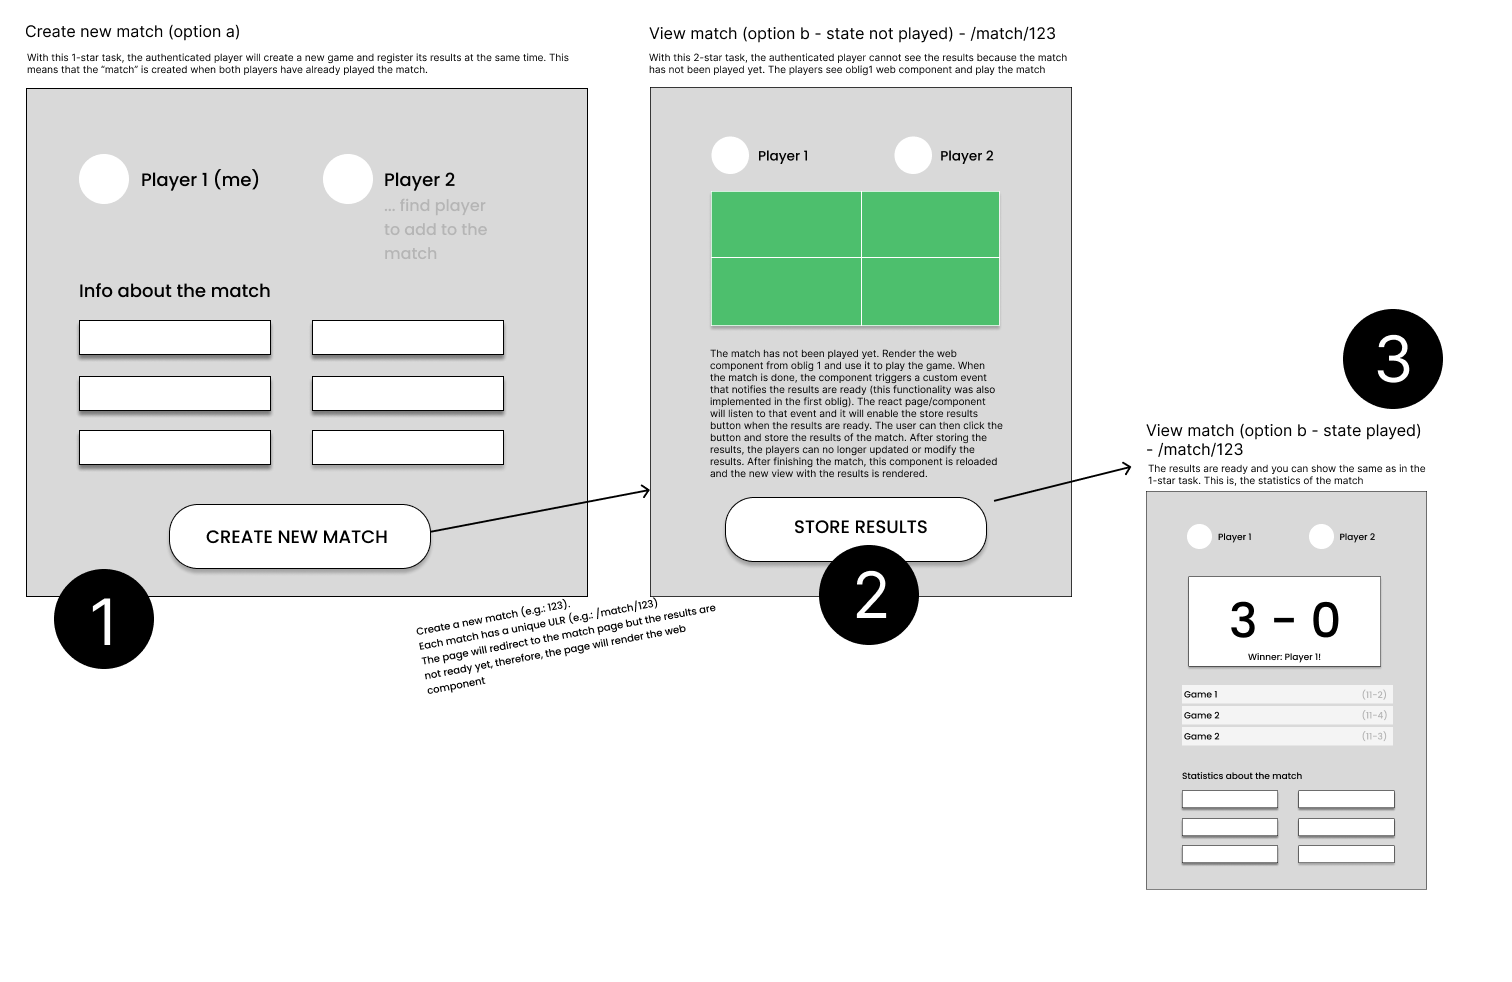 Create new match (option a)
With this 1-star task, the authenticated player will create a new game and register its results at the same time. This
means that the “match” is created when both players have already played the match.
Player 1 (me)
Player 2
... find player
to add to the
match
Info about the match
CREATE NEW MATCH
1
Create a new match (e.g.: 123).
Each match has a unique ULR (e.g.: /match/123)
The page will redirect to the match page but the results are
not ready yet, therefore, the page will render the web
component
View match (option b - state not played) - /match/123
With this 2-star task, the authenticated player cannot see the results because the match
has not been played yet. The players see oblig1 web component and play the match
Player 1
Player 2
The match has not been played yet. Render the web
component from oblig 1 and use it to play the game. When
the match is done, the component triggers a custom event
that notifies the results are ready (this functionality was also
implemented in the first oblig). The react page/component
will listen to that event and it will enable the store results
button when the results are ready. The user can then click the
button and store the results of the match. After storing the
results, the players can no longer updated or modify the
results. After finishing the match, this component is reloaded
and the new view with the results is rendered.
STORE RESULTS
2
3
View match (option b - state played)
- /match/123
The results are ready and you can show the same as in the
1-star task. This is, the statistics of the match
Player 1
Player 2
3 - 0
Winner: Player 1!
Game 1 (11-2)
Game 2 (11-4)
Game 2 (11-3)
Statistics about the match